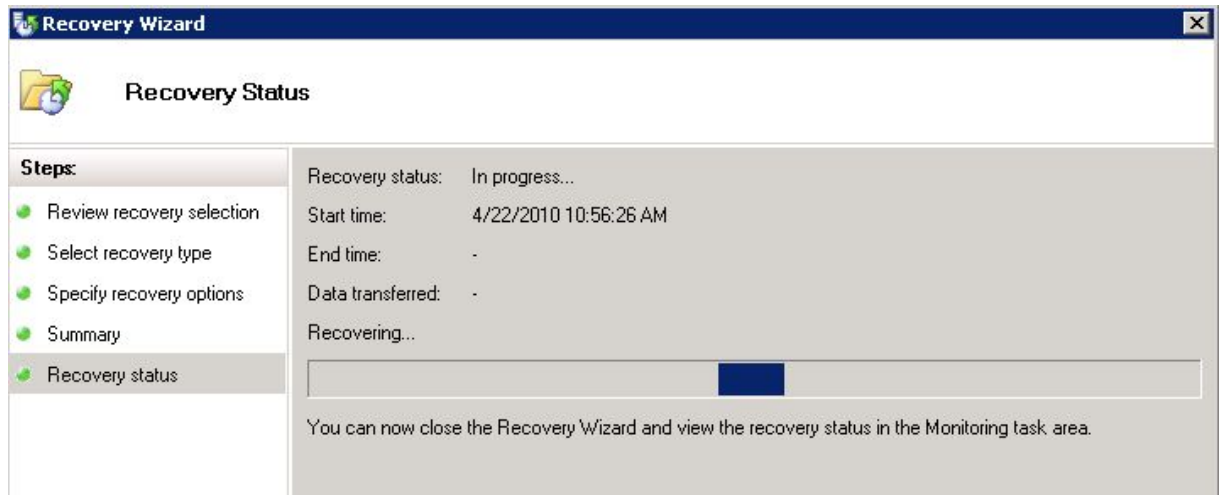 Recovery Wizard
Recovery Status
Steps:
Review recovery selection
Select recovery type
Specify recovery options
Summary
Recovery status
Recovery status: In progress...
Start time: 4/22/2010 10:56:26 AM
End time: -
Data transferred: -
Recovering...
You can now close the Recovery Wizard and view the recovery status in the Monitoring task area.